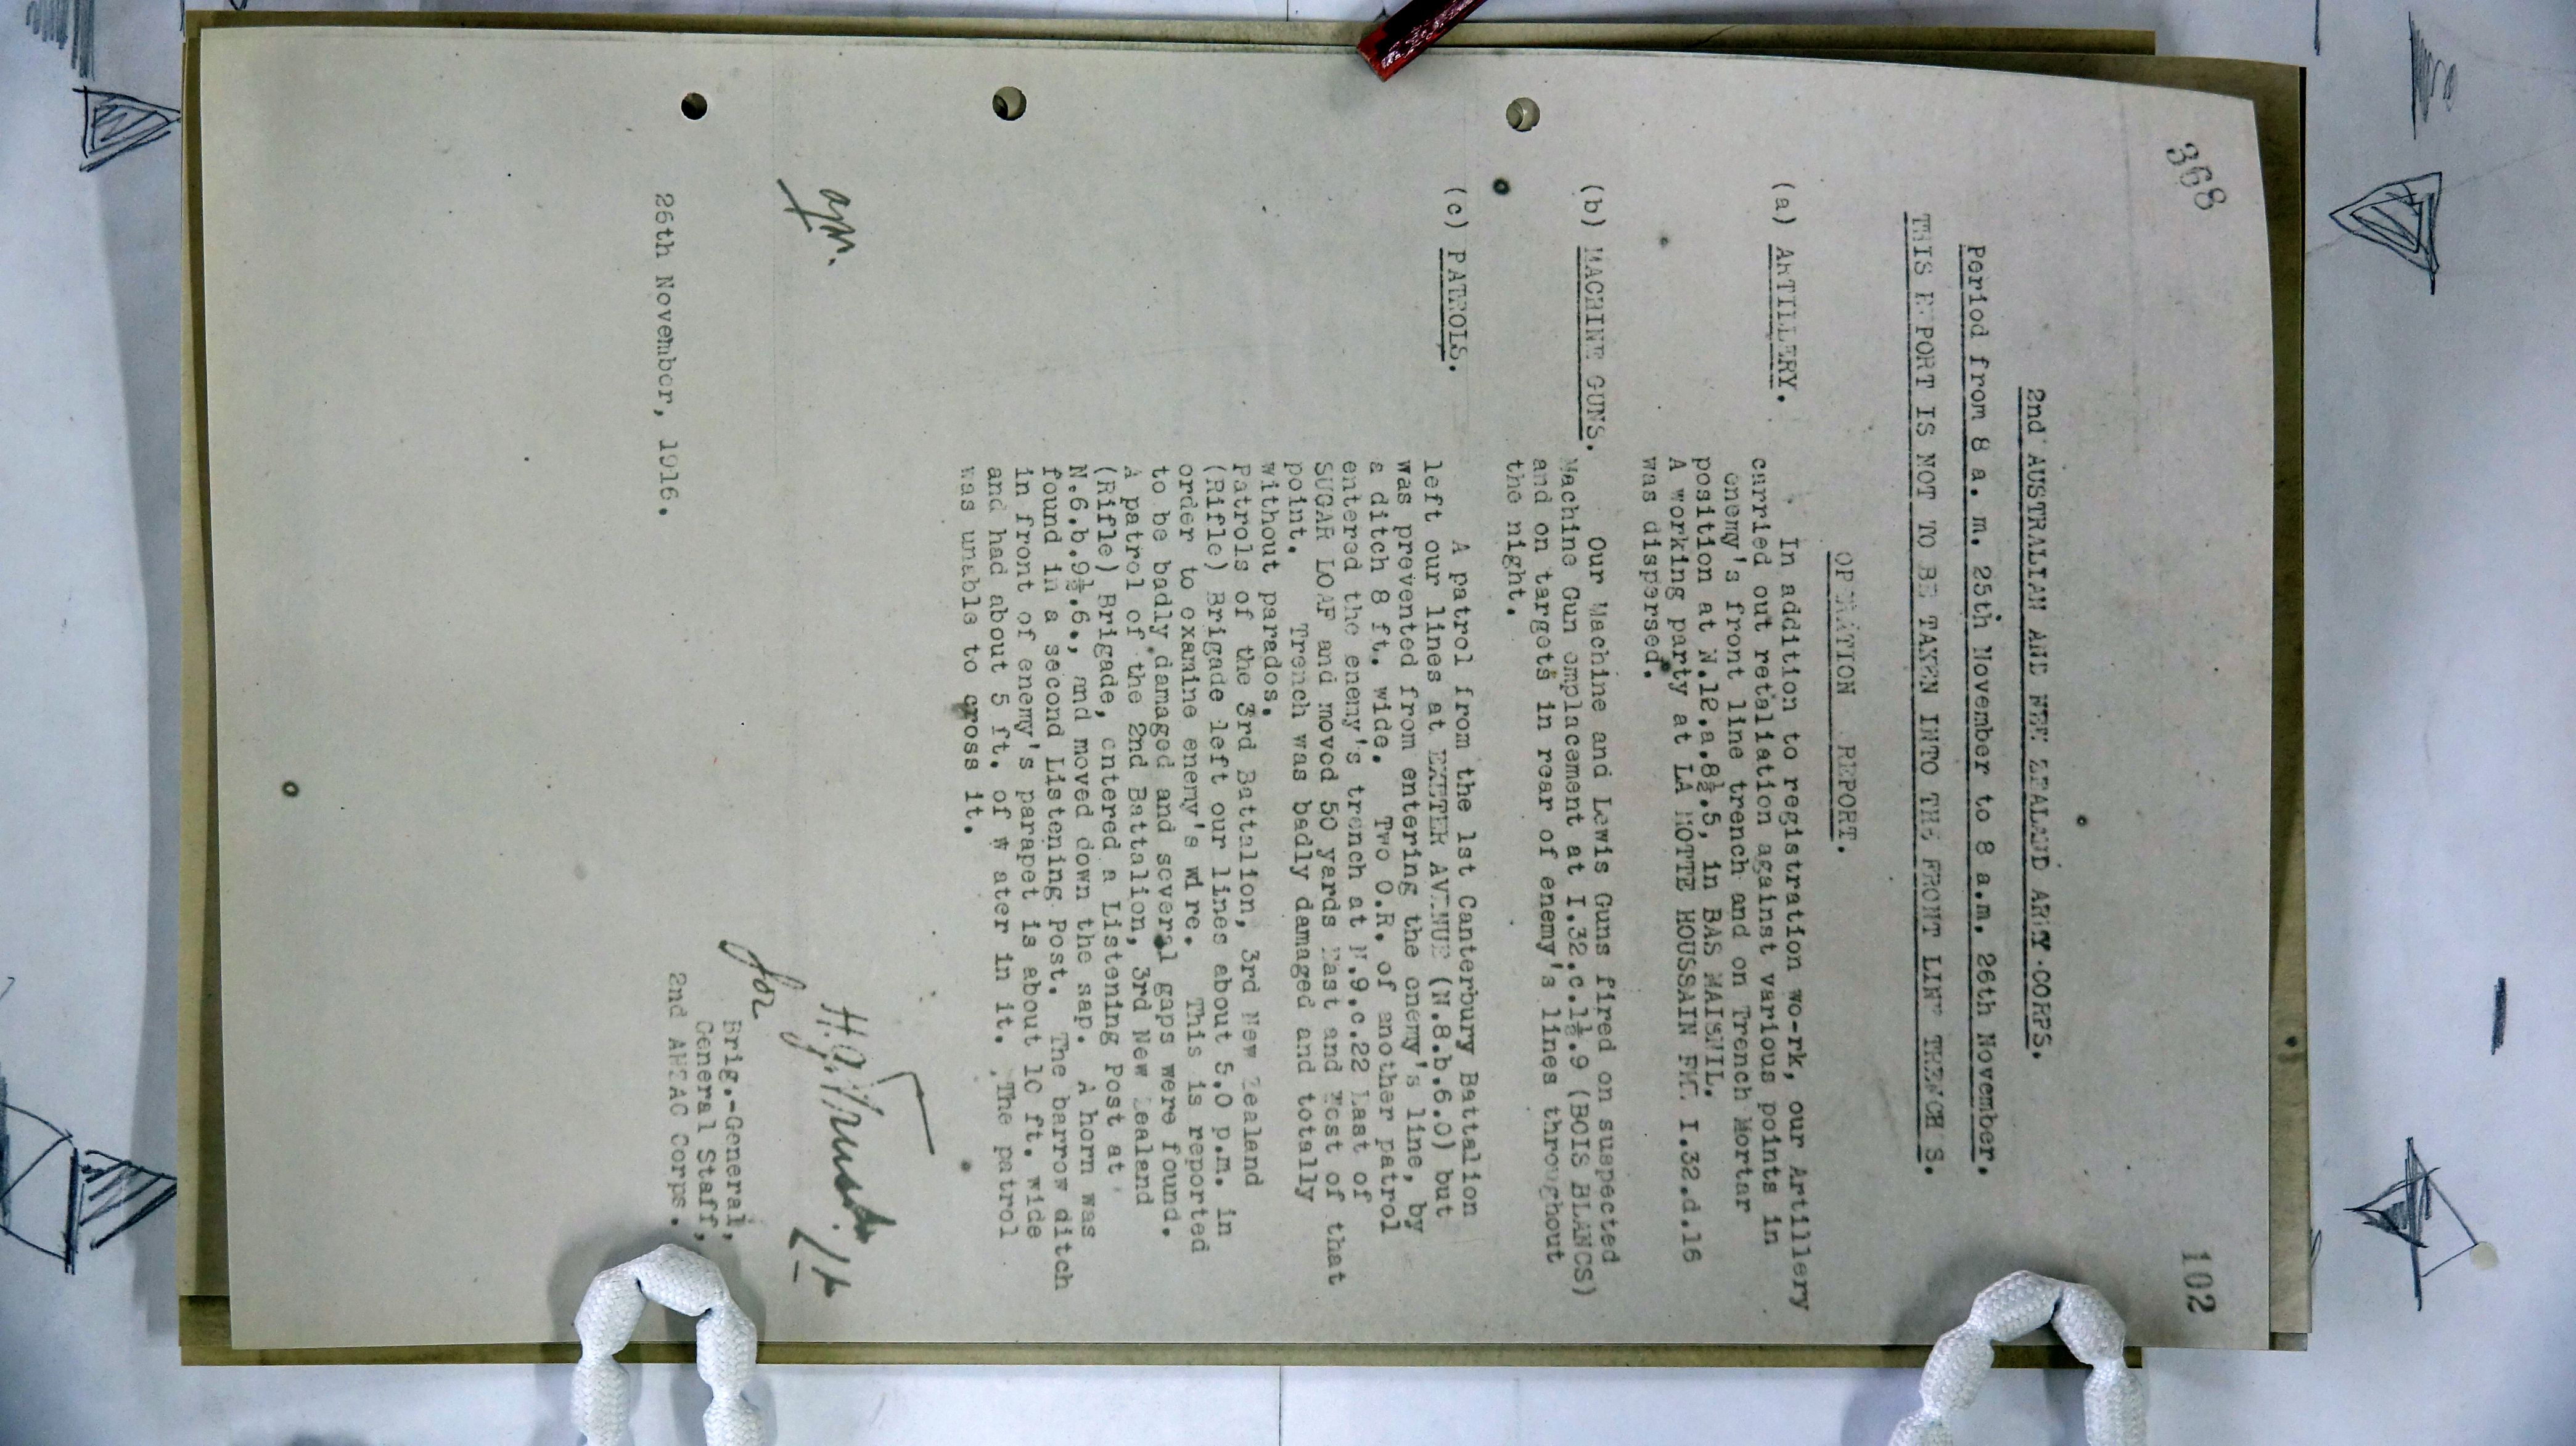 368
102
2nd AUSTRALIAN AND NEW ZEALAND ARMY CORPS.
Period from 8 a. m. 25th November to 8 a.m. 26th November.
THIS REPORT IS NOT TO BE TAKEN INTO THE FRONT LINE TRENCH S.
OPERATION REPORT.
(a) ARTILLERY. In addition to registration wo-rk, our Artillery
carried out retaliation against various points in
enemy's front line trench and on Trench Mortar
position at N.12.a.8½.5, in BAS MAISNIL.
A working party at LA MOTTE HOUSSAIN FM. I.32.d.16
was dispersed.
(b) MACHINE GUNS. Our Machine and Lewis Guns fired on suspected
Machine Gun emplacement at I.32.c.1½.9 (BOIS BLANCS)
and on targets in rear of enemy's lines throughout
the night.
(c) PATROLS. A patrol from the 1st Canterbury Battalion
left our lines at EXETER AVENUE (N.8.b.6.0) but
was prevented from entering the enemy's line, by
a ditch 8 ft. wide. Two O.R. of another patrol
entered the enemy's trench at N.9.c.22 East of
SUGAR LOAF and moved 50 yards East and West of that
point. Trench was badly damaged and totally
without parados.
Patrols of the 3rd Battalion, 3rd New Zealand
(Rifle) Brigade left our lines about 5.0 p.m. in
order to examine enemy's wi re. This is reported
to be badly damaged and several gaps were found.
A patrol of the 2nd Battalion, 3rd New Zealand
(Rifle) Brigade, entered a Listening Post at
N.6.b.9½.6., and moved down the sap. A horn was
found in a second Listening Post. The barrow ditch
in front of enemy's parapet is about 10 ft. wide
and had about 5 ft. of w ater in it. The patrol
was unable to cross it.
for
Brig.-General,
General Staff,
26th November, 1916.
2nd ANZAC Corps.